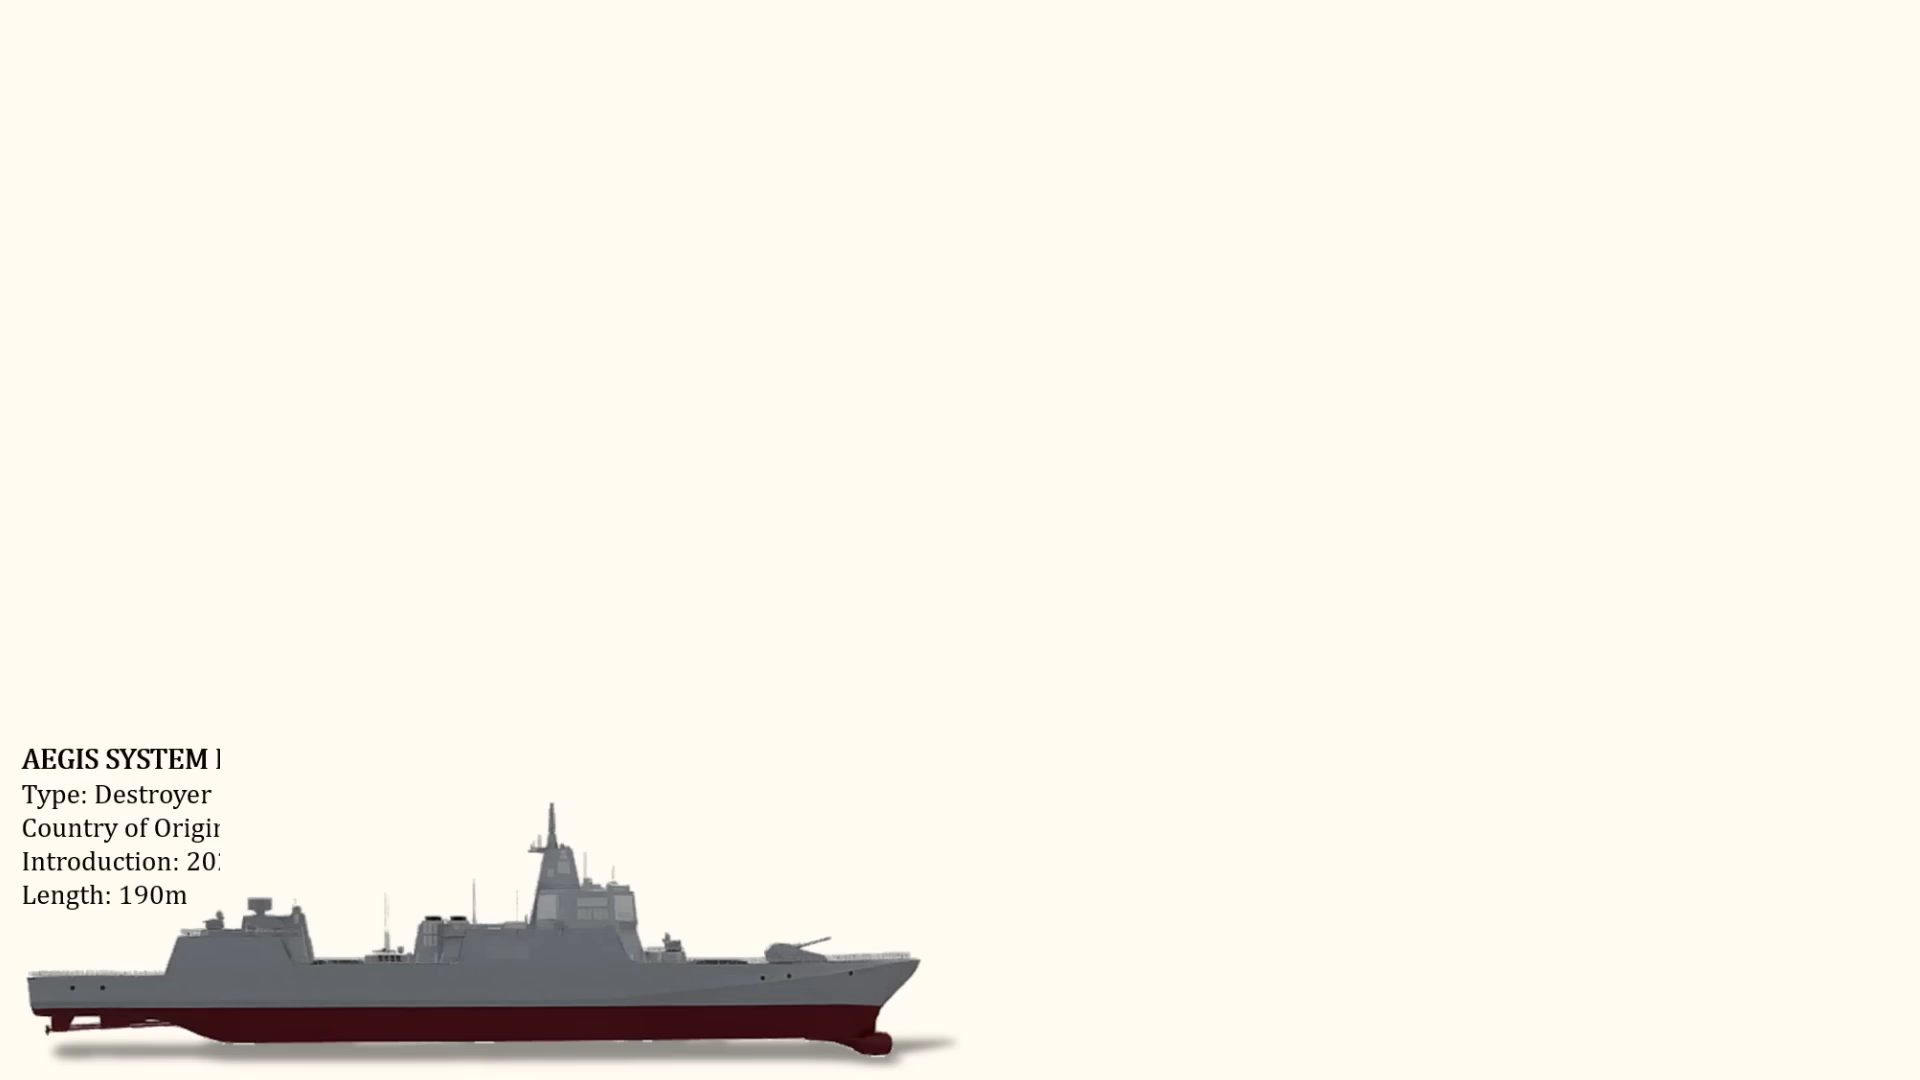 AEGIS SYSTEM
Type: Destroyer
Country of
Introduction:
Length: 190m